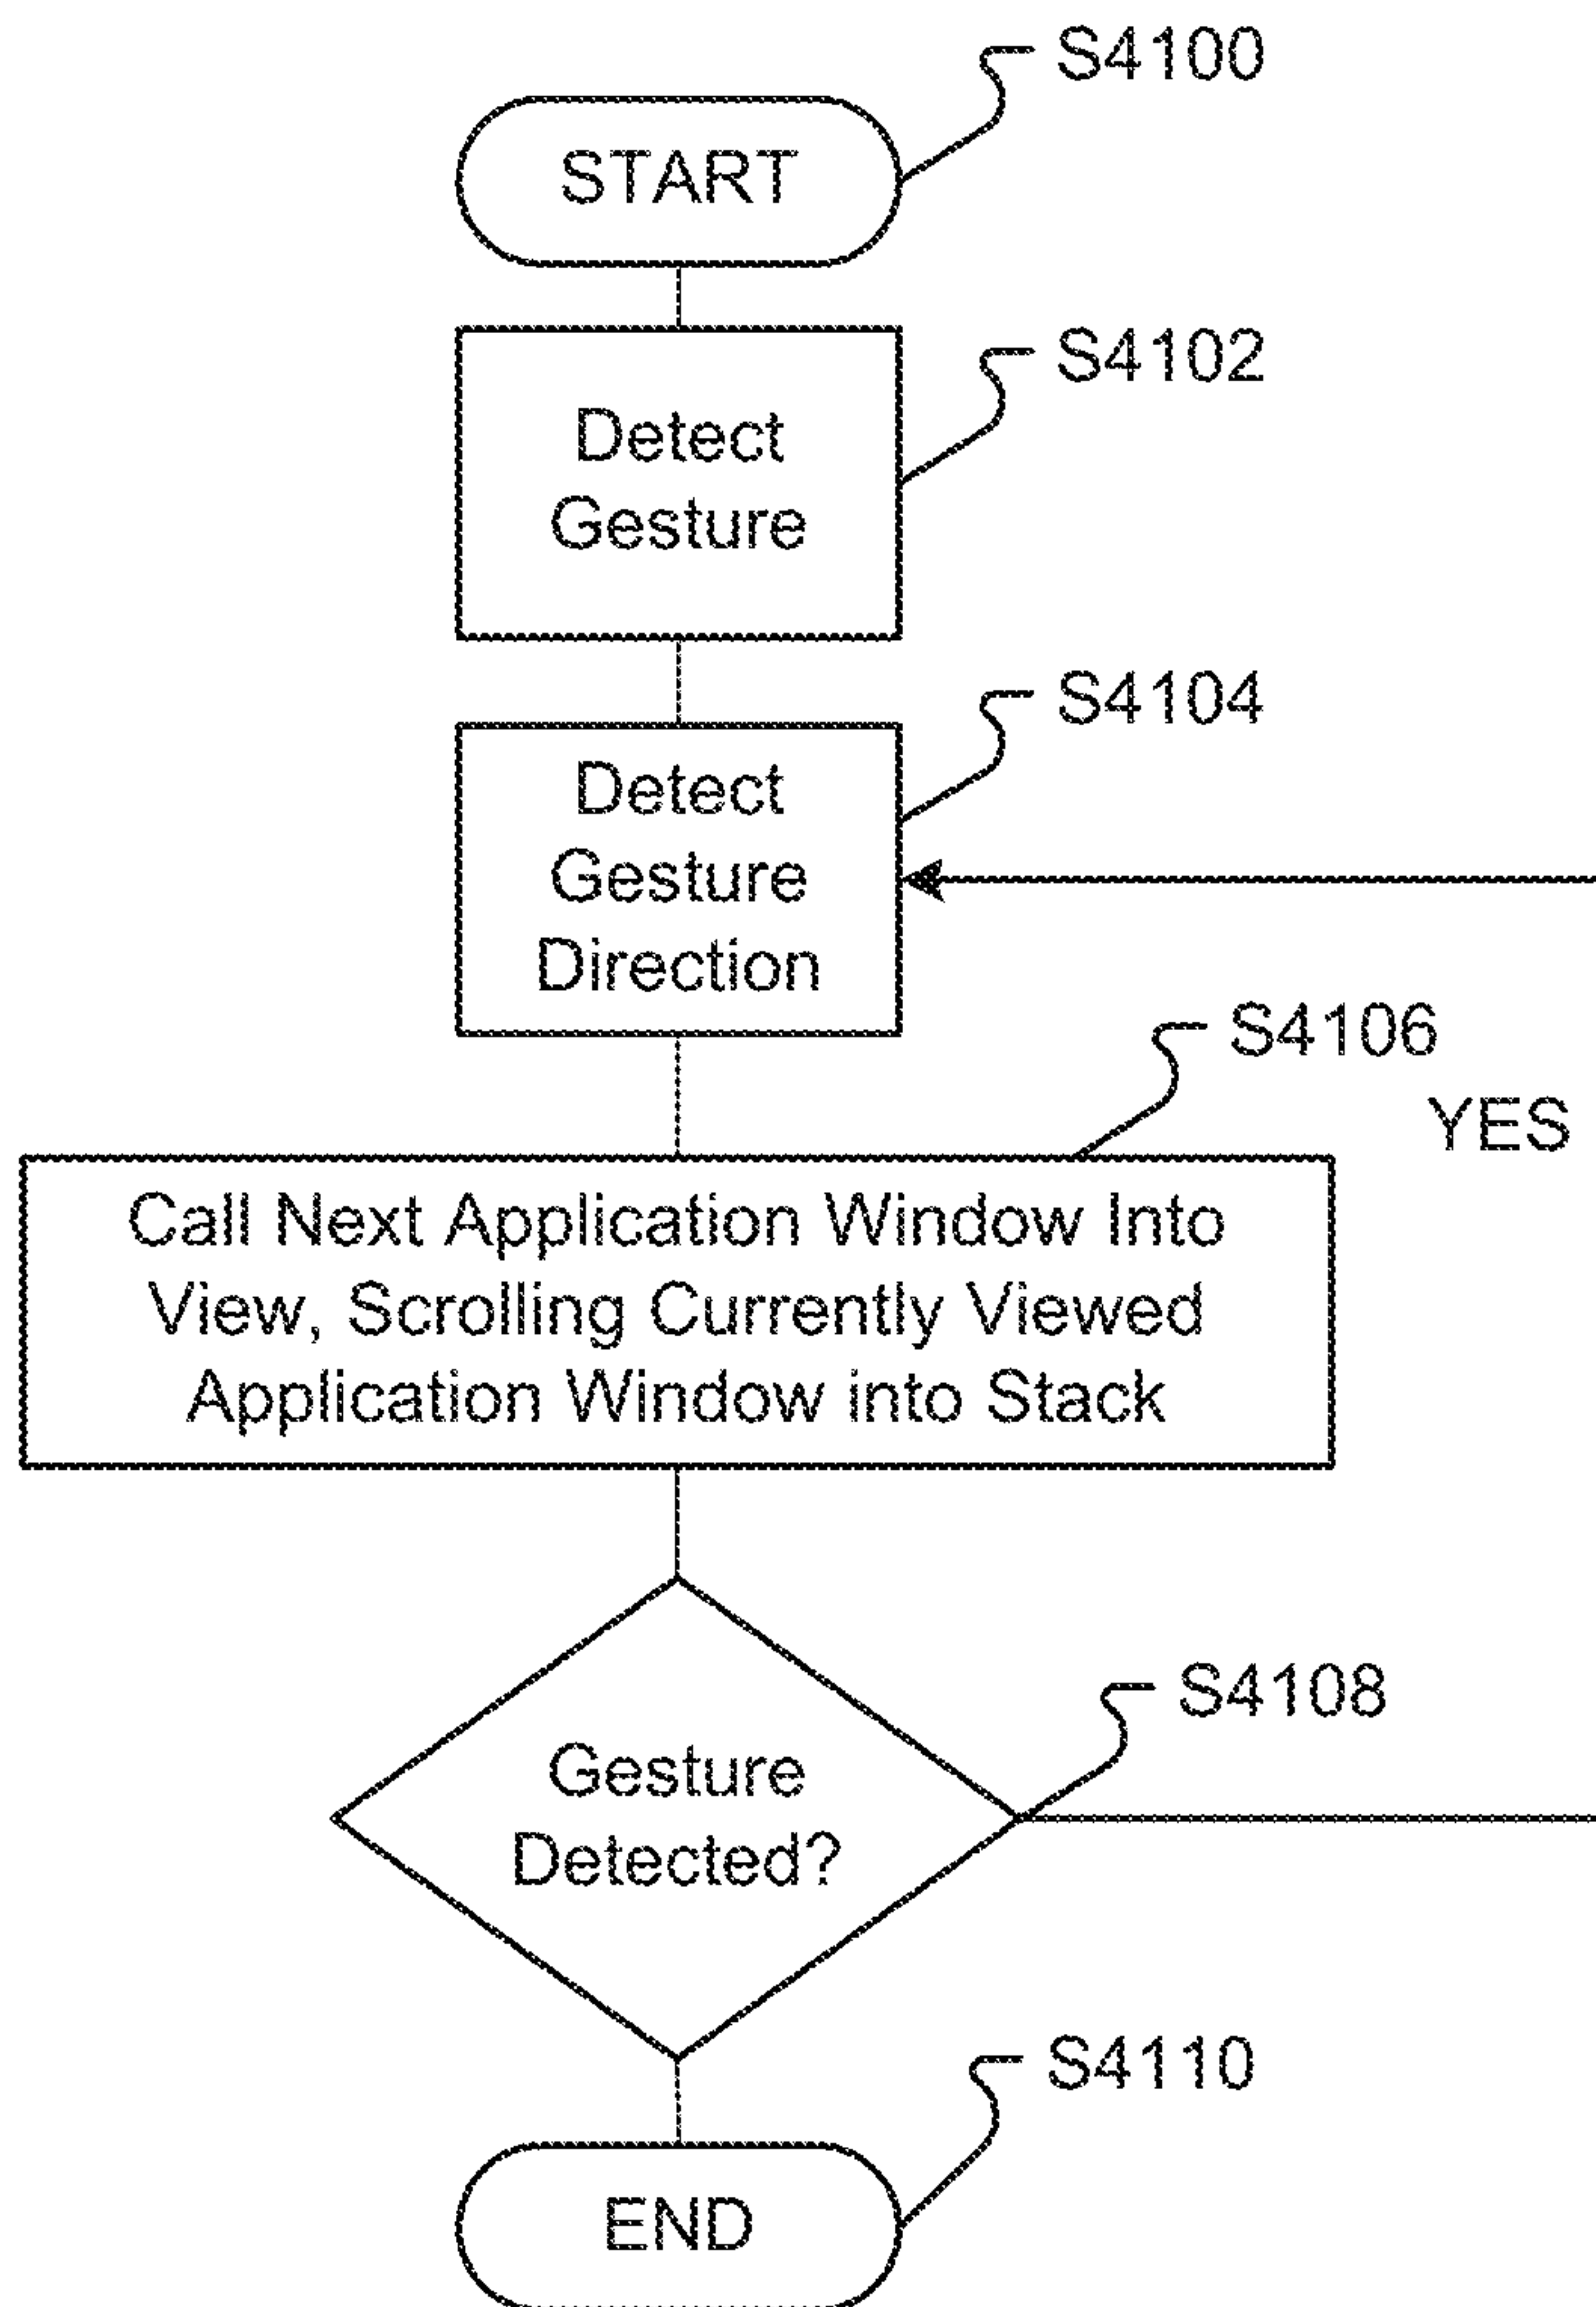 S4100
START
S4102
Detect
Gesture
S4104
Detect
Gesture
Direction
S4106
YES
Call Next Application Window Into
View, Scrolling Currently Viewed
Application Window into Stack
S4108
Gesture
Detected?
S4110
END